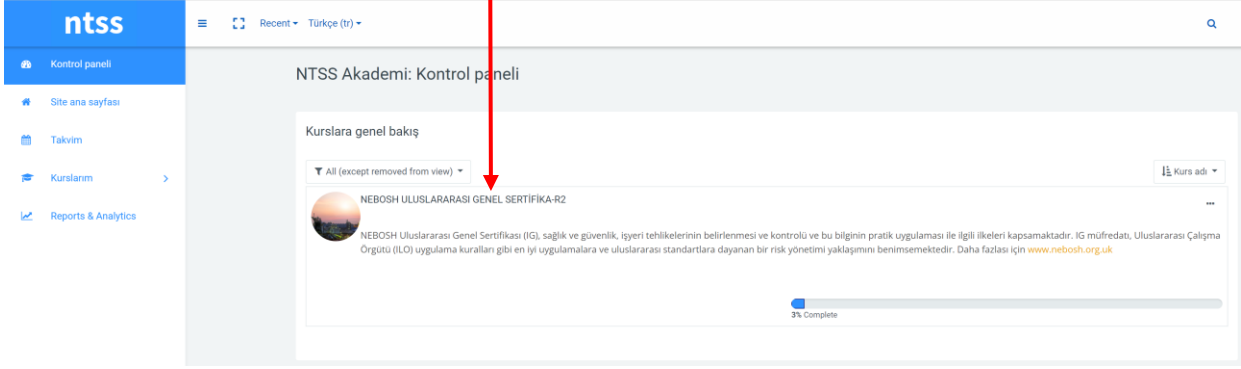 ntss
Recent Türkçe (tr)
Kontrol paneli
Site ana sayfası
Takvim
Kurslarım
Reports & Analytics
NTSS Akademi: Kontrol paneli
Kurslara genel bakış
All (except removed from view)
Kurs adı
NEBOSH ULUSLARARASI GENEL SERTİFİKA-R2
NEBOSH Uluslararası Genel Sertifikası (IG), sağlık ve güvenlik, işyeri tehlikelerinin belirlenmesi ve kontrolü ve bu bilginin pratik uygulaması ile ilgili ilkeleri kapsamaktadır. IG müfredatı, Uluslararası Çalışma
Örgütü (ILO) uygulama kuralları gibi en iyi uygulamalara ve uluslararası standartlara dayanan bir risk yönetimi yaklaşımını benimsemektedir. Daha fazlası için www.nebosh.org.uk
3% Complete